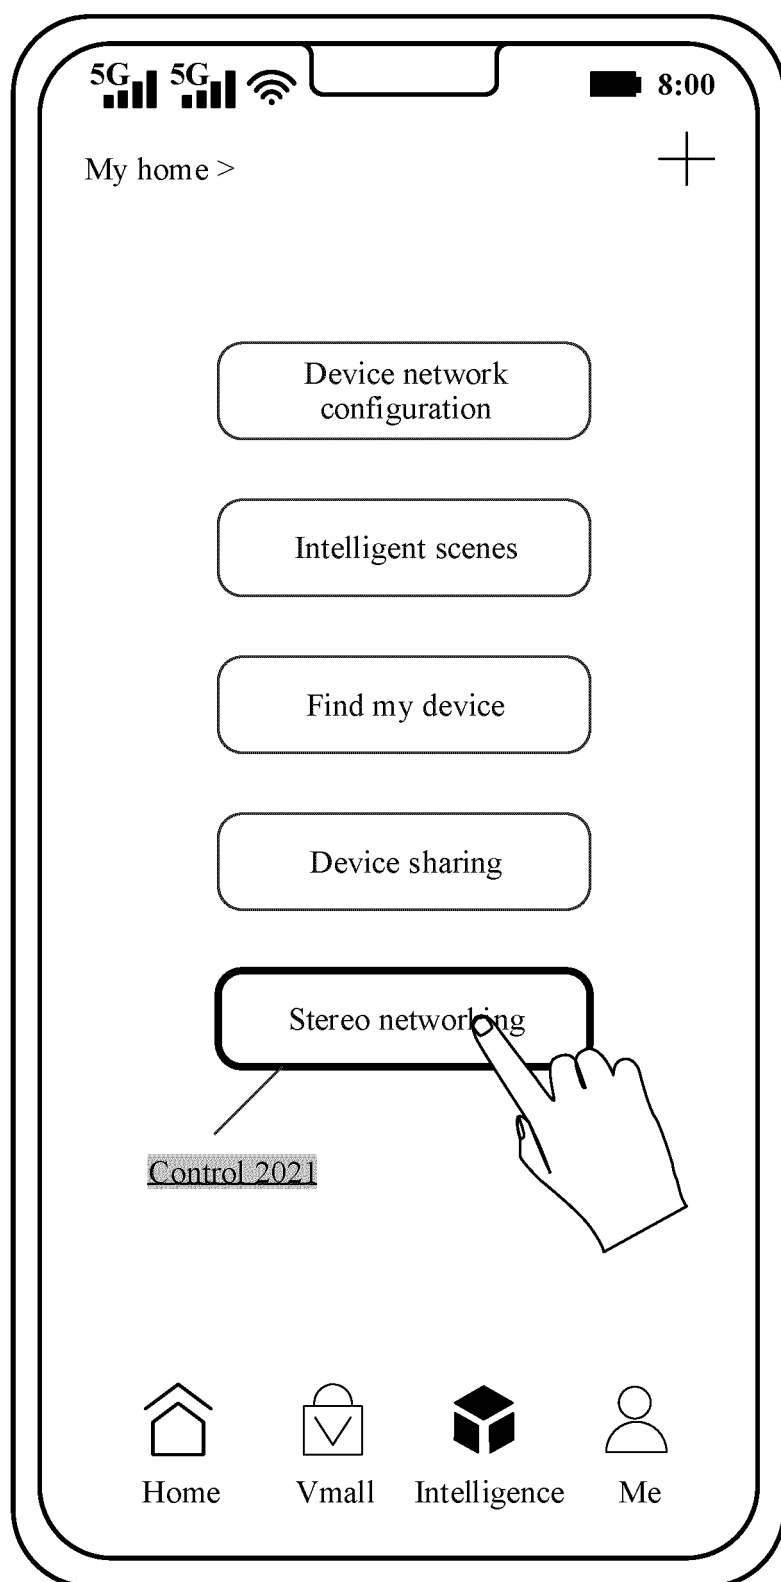 5G 5G 8:00
My home >
Device network
configuration
Intelligent scenes
Find my device
Device sharing
Stereo networking
Control 2021
Home Vmall Intelligence Me